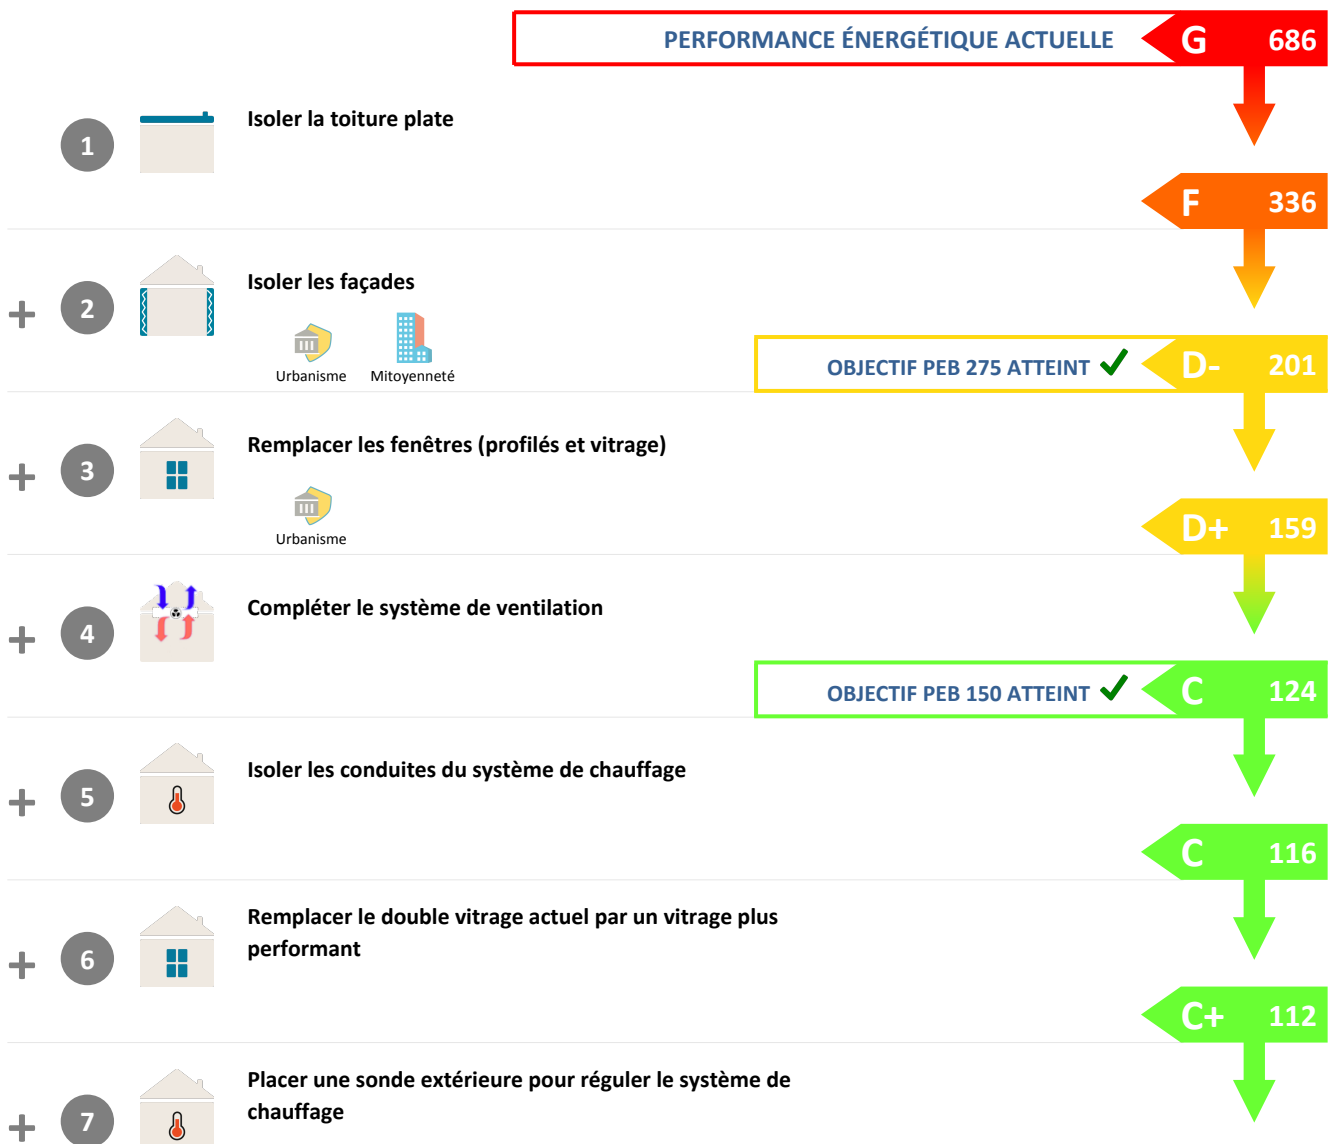 PERFORMANCE ÉNERGÉTIQUE ACTUELLE G 686
1 Isoler la toiture plate
F 336
+ 2 Isoler les façades
Urbanisme Mitoyenneté
OBJECTIF PEB 275 ATTEINT D- 201
+ 3 Remplacer les fenêtres (profilés et vitrage)
Urbanisme
D+ 159
+ 4 Compléter le système de ventilation
OBJECTIF PEB 150 ATTEINT C 124
+ 5 Isoler les conduites du système de chauffage
C 116
+ 6 Remplacer le double vitrage actuel par un vitrage plus
performant
C+ 112
+ 7 Placer une sonde extérieure pour réguler le système de
chauffage